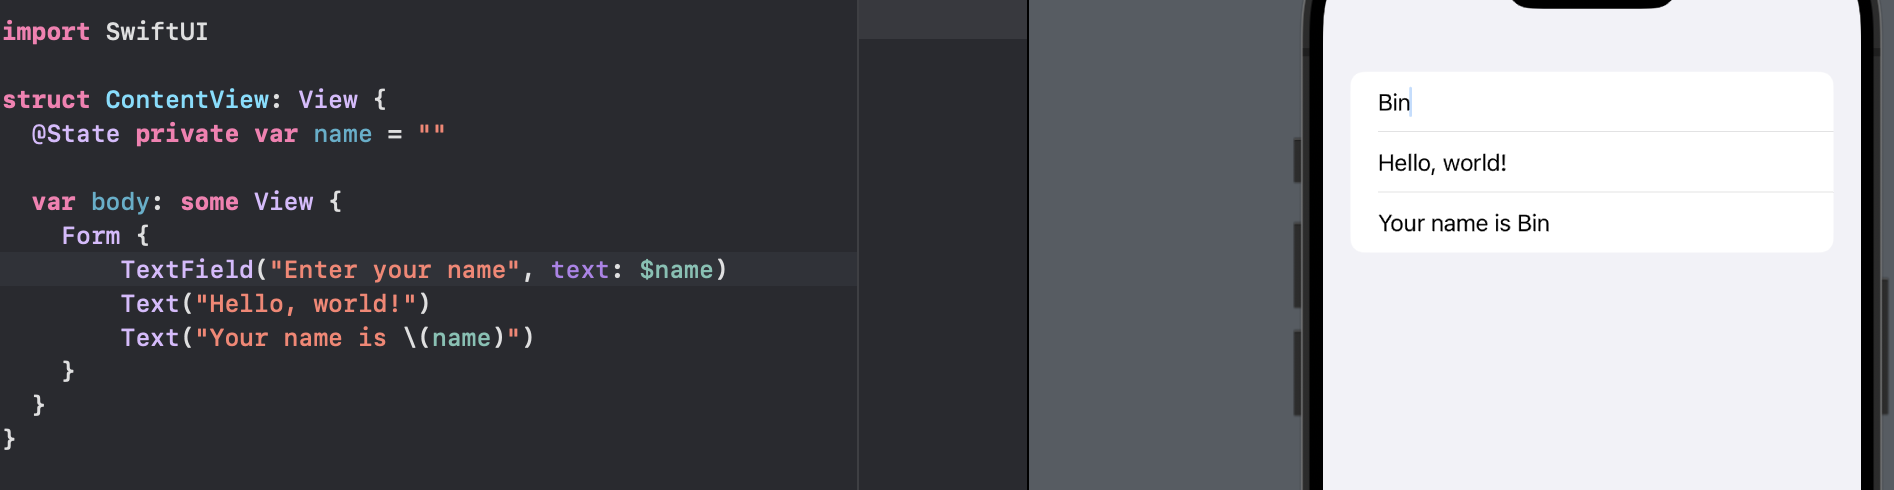 import SwiftUI
struct ContentView: View {
@State private var name = ""
var body: some View {
Form {
TextField("Enter your name", text: $name)
Text("Hello, world!")
Text("Your name is \(name)")
}
}
}
Bin
Hello, world!
Your name is Bin